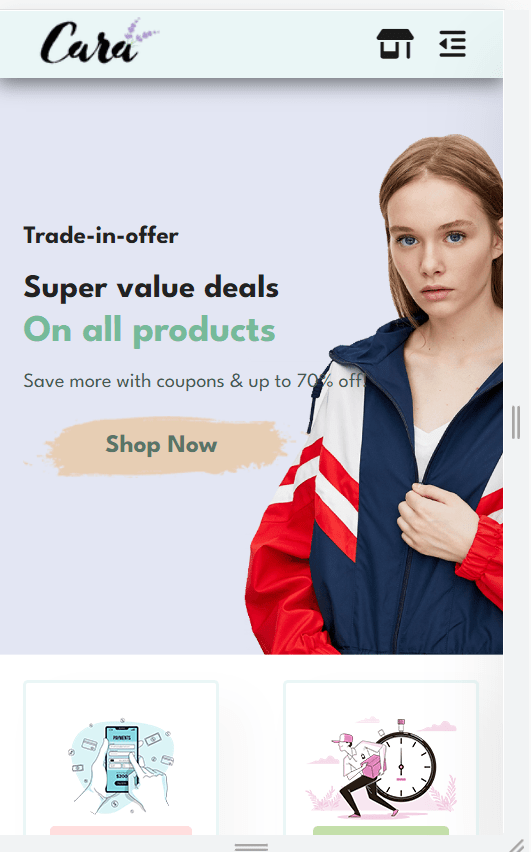 Cara
Trade-in-offer
Super value deals
On all products
Save more with coupons & up to 70% off!
Shop Now
PAYMENTS